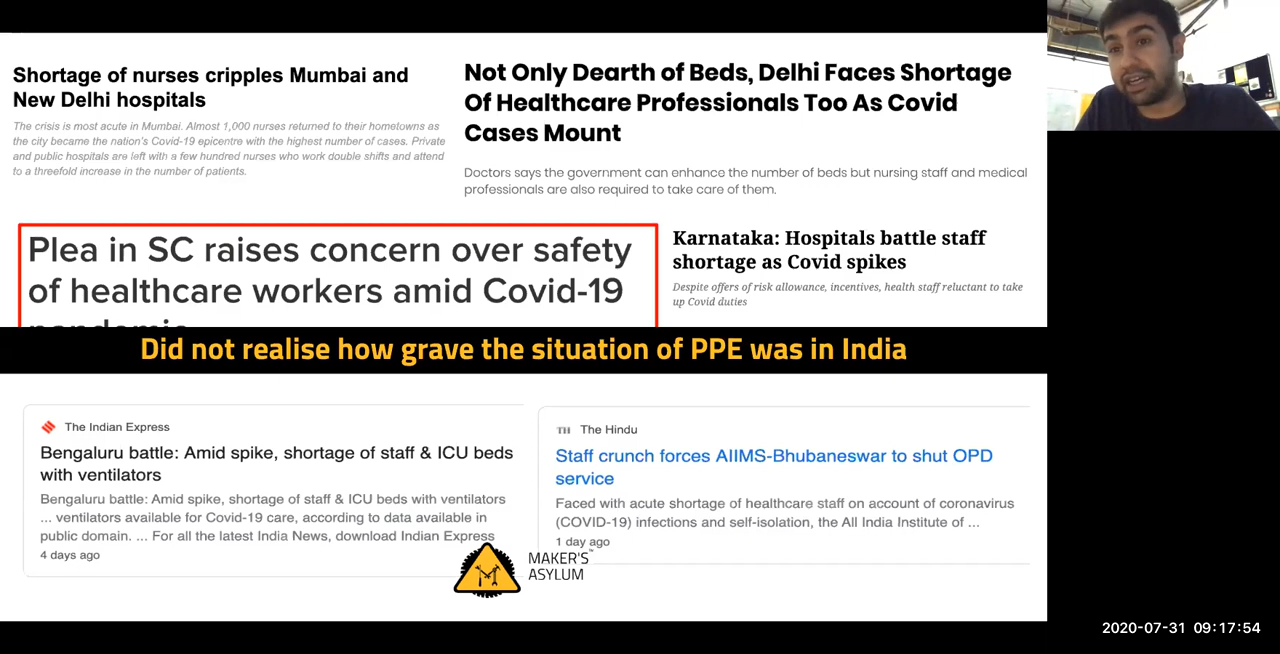 Shortage of nurses cripples Mumbai and
New Delhi hospitals
The crisis is most acute in Mumbai. Almost 1,000 nurses returned to their hometowns as
the city became the nation's Covid-19 epicentre with the highest number of cases. Private
and public hospitals are left with a few hundred nurses who work double shifts and attend
to a threefold increase in the number of patients.
Not Only Dearth of Beds, Delhi Faces Shortage
Of Healthcare Professionals Too As Covid
Cases Mount
Doctors says the government can enhance the number of beds but nursing staff and medical
professionals are also required to take care of them.
Plea in SC raises concern over safety
of healthcare workers amid Covid-19
pandemic
Karnataka: Hospitals battle staff
shortage as Covid spikes
Despite offers of risk allowance, incentives, health staff reluctant to take
up Covid duties
Did not realise how grave the situation of PPE was in India
The Indian Express
Bengaluru battle: Amid spike, shortage of staff & ICU beds
with ventilators
Bengaluru battle: Amid spike, shortage of staff & ICU beds with ventilators
... ventilators available for Covid-19 care, according to data available in
public domain. ... For all the latest India News, download Indian Express
4 days ago
TH The Hindu
Staff crunch forces AIIMS-Bhubaneswar to shut OPD
service
Faced with acute shortage of healthcare staff on account of coronavirus
(COVID-19) infections and self-isolation, the All India Institute of ...
1 day ago
MAKER'S
ASYLUM™
2020-07-31 09:17:54